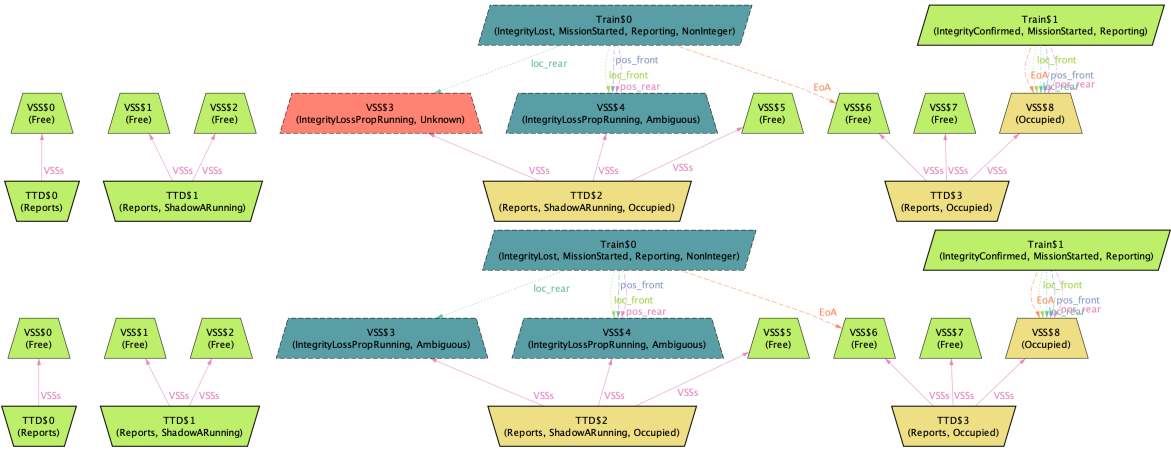 Train$0
(IntegrityLost, MissionStarted, Reporting, NonInteger)
Train$1
(IntegrityConfirmed, MissionStarted, Reporting)
loc_rear
pos_front
loc_front
pos_rear
EoA
loc_front
EoA
pos_front
loc_rear
pos_rear
VSS$0
(Free)
VSS$1
(Free)
VSS$2
(Free)
VSS$3
(IntegrityLossPropRunning, Unknown)
VSS$4
(IntegrityLossPropRunning, Ambiguous)
VSS$5
(Free)
VSS$6
(Free)
VSS$7
(Free)
VSS$8
(Occupied)
VSSs
VSSs
VSSs
VSSs
VSSs
VSSs
VSSs
VSSs
VSSs
TTD$0
(Reports)
TTD$1
(Reports, ShadowARunning)
TTD$2
(Reports, ShadowARunning, Occupied)
TTD$3
(Reports, Occupied)
Train$0
(IntegrityLost, MissionStarted, Reporting, NonInteger)
Train$1
(IntegrityConfirmed, MissionStarted, Reporting)
loc_rear
pos_front
loc_front
pos_rear
EoA
loc_front
EoA
pos_front
loc_rear
pos_rear
VSS$0
(Free)
VSS$1
(Free)
VSS$2
(Free)
VSS$3
(IntegrityLossPropRunning, Ambiguous)
VSS$4
(IntegrityLossPropRunning, Ambiguous)
VSS$5
(Free)
VSS$6
(Free)
VSS$7
(Free)
VSS$8
(Occupied)
VSSs
VSSs
VSSs
VSSs
VSSs
VSSs
VSSs
VSSs
VSSs
TTD$0
(Reports)
TTD$1
(Reports, ShadowARunning)
TTD$2
(Reports, ShadowARunning, Occupied)
TTD$3
(Reports, Occupied)